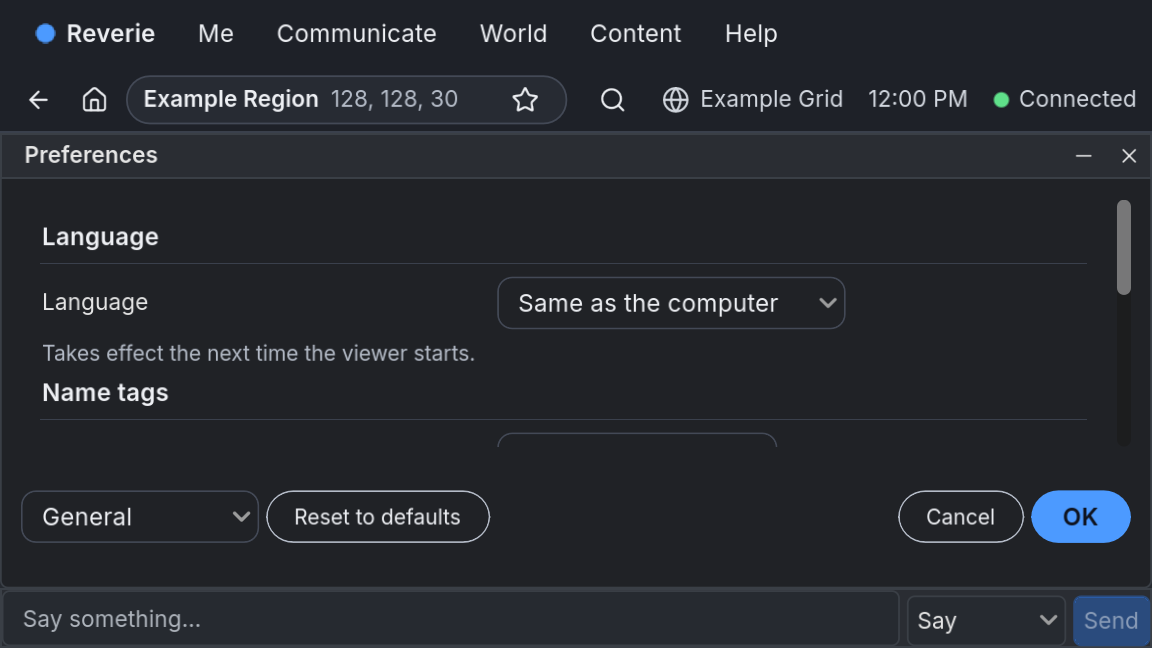 Reverie Me Communicate World Content Help
Example Region 128, 128, 30 Example Grid 12:00 PM Connected
Preferences
Language
Language Same as the computer
Takes effect the next time the viewer starts.
Name tags
General Reset to defaults Cancel OK
Say something... Say Send